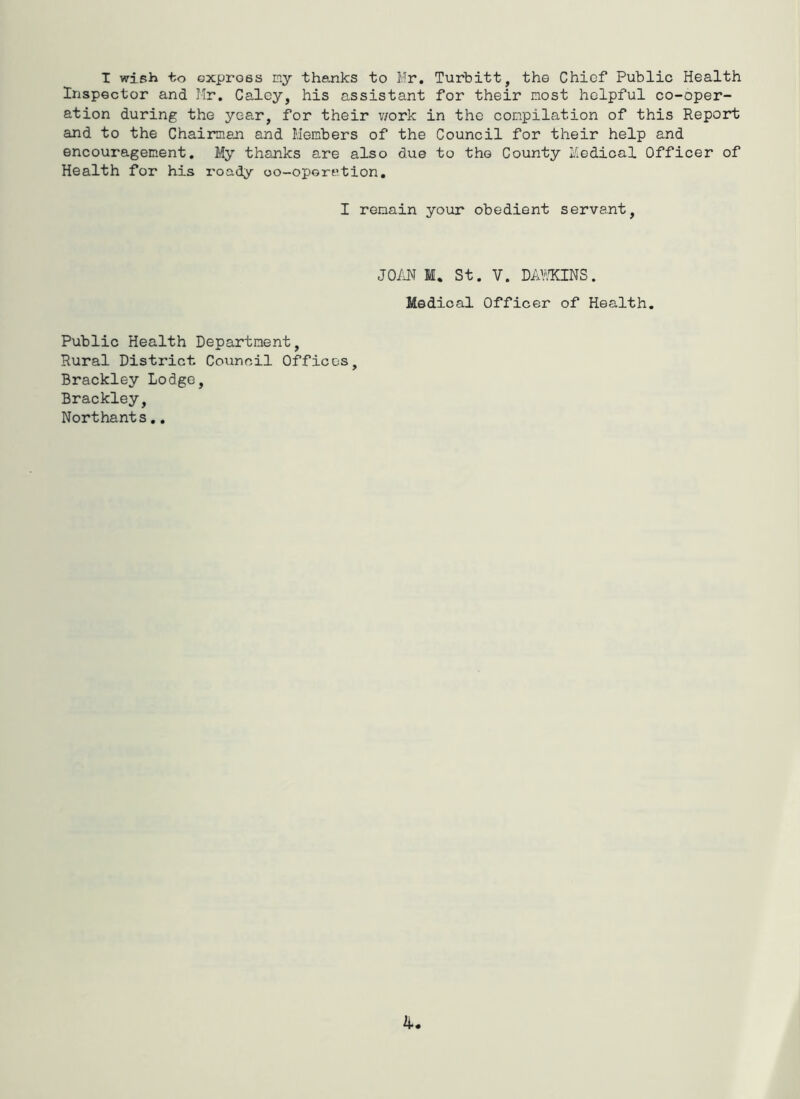 I wish to express my thanks to Mr. Turbitt, the Chief Public Health
Inspector and Mr. Caley, his assistant for their most helpful co-oper-
ation during the year, for their work in the compilation of this Report
and to the Chairman and Members of the Council for their help and
encouragement. My thanks are also due to the County Medical Officer of
Health for his ready co-operation.
I remain your obedient servant,
JOAN M. St. V. DAWKINS.
Medical Officer of Health.
Public Health Department,
Rural District Council Offices,
Brackley Lodge,
Brackley,
Northants..
4.